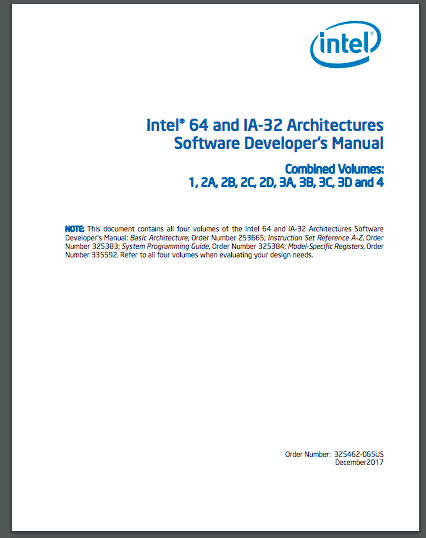 intel®
Intel® 64 and IA-32 Architectures
Software Developer's Manual
Combined Volumes:
1, 2A, 2B, 2C, 2D, 3A, 3B, 3C, 3D and 4
NOTE: This document contains all four volumes of the Intel 64 and IA-32 Architectures Software
Developer's Manual: Basic Architecture, Order Number 253665; Instruction Set Reference A-Z, Order
Number 325383; System Programming Guide, Order Number 325384; Model-Specific Registers, Order
Number 335592. Refer to all four volumes when evaluating your design needs.
Order Number: 325462-065US
December2017